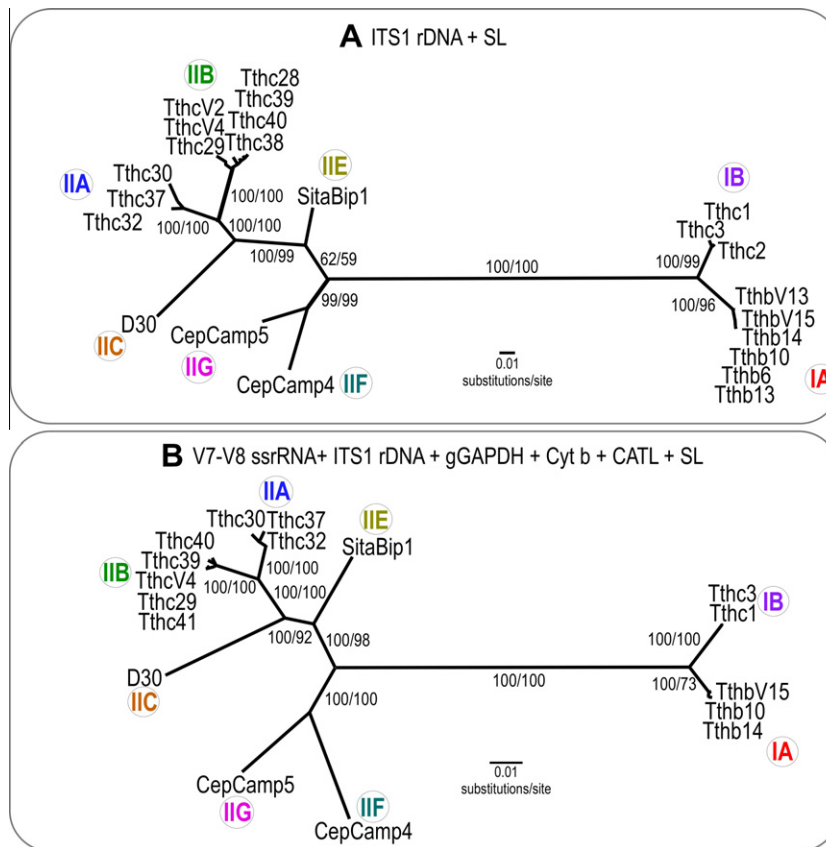 A ITS1 rDNA + SL
IIB
Tthc28
Tthc39
TthcV2
Tthc40
TthcV4
Tthc29
Tthc38
IIE
SitaBip1
IIA
Tthc30
Tthc37
Tthc32
100/100
100/100
100/100
100/99
62/59
99/99
D30
IIC
CepCamp5
IIG
CepCamp4
IIF
100/100
0.01
substitutions/site
IB
Tthc1
Tthc3
Tthc2
100/99
100/96
TthbV13
TthbV15
Tthb14
Tthb10
Tthb6
Tthb13
IA
B V7-V8 ssrRNA+ ITS1 rDNA + gGAPDH + Cyt b + CATL + SL
IIA
Tthc30
Tthc37
Tthc32
IIE
SitaBip1
Tthc40
Tthc39
IIB
TthcV4
Tthc29
Tthc41
100/100
100/100
100/100
100/92
100/98
D30
IIC
100/100
CepCamp5
IIG
IIF
CepCamp4
100/100
0.01
substitutions/site
Tthc3
Tthc1
IB
100/100
100/73
TthbV15
Tthb10
Tthb14
IA